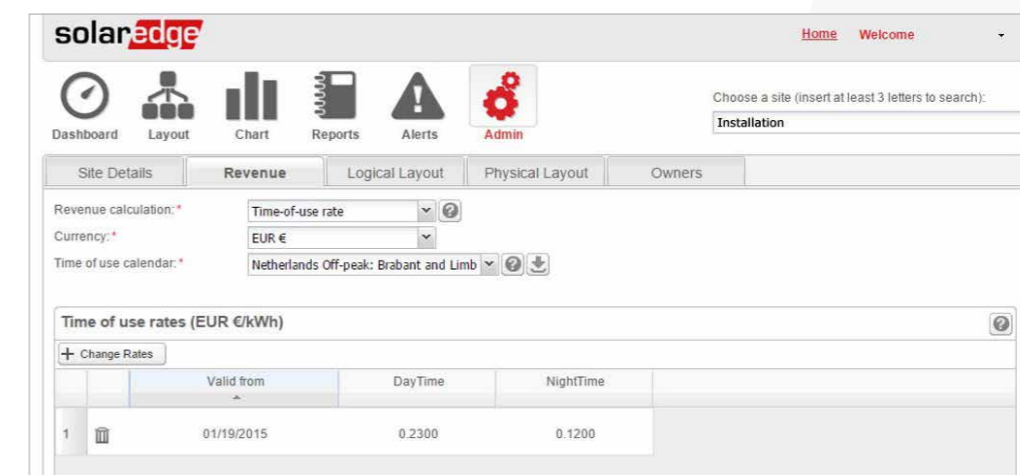 solaredge
Home Welcome
Dashboard Layout Chart Reports Alerts Admin
Choose a site (insert at least 3 letters to search):
Installation
Site Details Revenue Logical Layout Physical Layout Owners
Revenue calculation:* Time-of-use rate
Currency:* EUR €
Time of use calendar:* Netherlands Off-peak: Brabant and Limb
Time of use rates (EUR €/kWh)
+ Change Rates
Valid from DayTime NightTime
1 01/19/2015 0.2300 0.1200